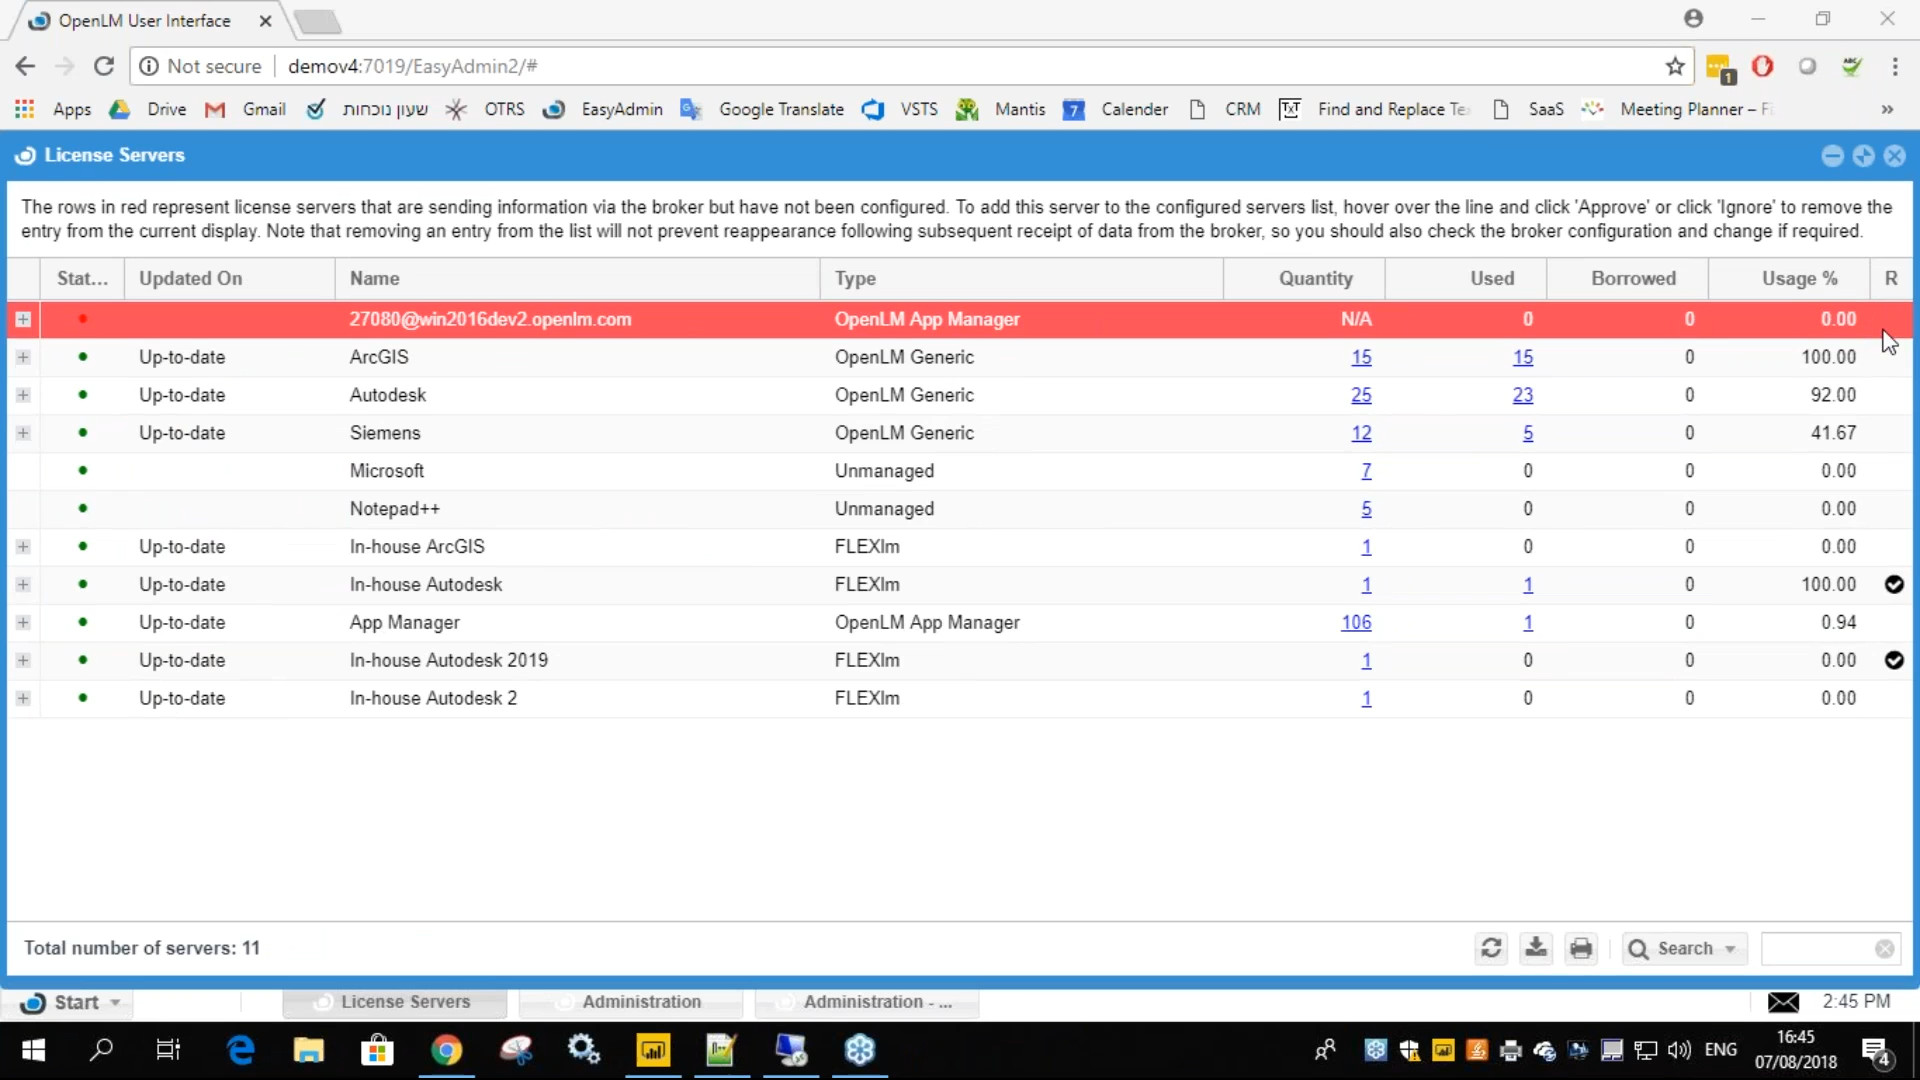 OpenLM User Interface
Not secure demov4:7019/EasyAdmin2/#
1
Apps Drive Gmail שעון נוכחות OTRS EasyAdmin Google Translate VSTS Mantis 7 Calender CRM TxT Find and Replace Te SaaS Meeting Planner – F »
License Servers
The rows in red represent license servers that are sending information via the broker but have not been configured. To add this server to the configured servers list, hover over the line and click 'Approve' or click 'Ignore' to remove the
entry from the current display. Note that removing an entry from the list will not prevent reappearance following subsequent receipt of data from the broker, so you should also check the broker configuration and change if required.
Stat... Updated On Name Type Quantity Used Borrowed Usage % R
27080@win2016dev2.openlm.com OpenLM App Manager N/A 0 0 0.00
Up-to-date ArcGIS OpenLM Generic 15 15 0 100.00
Up-to-date Autodesk OpenLM Generic 25 23 0 92.00
Up-to-date Siemens OpenLM Generic 12 5 0 41.67
Microsoft Unmanaged 7 0 0 0.00
Notepad++ Unmanaged 5 0 0 0.00
Up-to-date In-house ArcGIS FLEXlm 1 0 0 0.00
Up-to-date In-house Autodesk FLEXlm 1 1 0 100.00
Up-to-date App Manager OpenLM App Manager 106 1 0 0.94
Up-to-date In-house Autodesk 2019 FLEXlm 1 0 0 0.00
Up-to-date In-house Autodesk 2 FLEXlm 1 0 0 0.00
Total number of servers: 11 Search
Start License Servers Administration Administration - ... 2:45 PM
ENG 16:45
07/08/2018 4